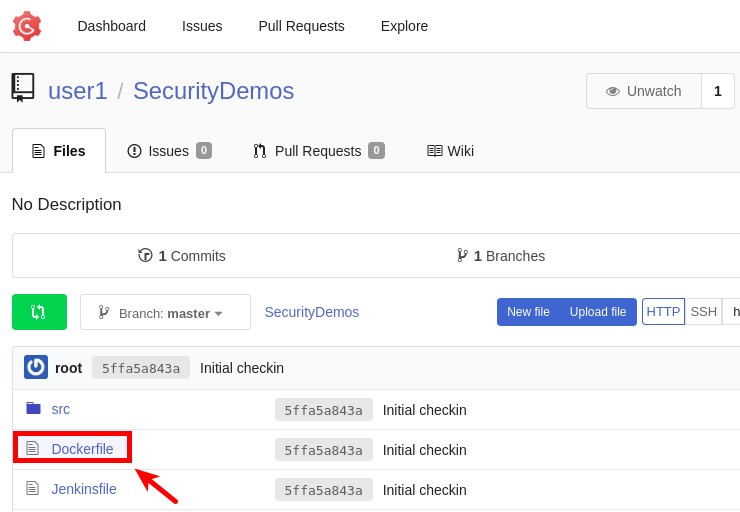 Dashboard Issues Pull Requests Explore
user1 / SecurityDemos Unwatch 1
Files Issues 0 Pull Requests 0 Wiki
No Description
1 Commits 1 Branches
Branch: master SecurityDemos New file Upload file HTTP SSH h
root 5ffa5a843a Initial checkin
src 5ffa5a843a Initial checkin
Dockerfile 5ffa5a843a Initial checkin
Jenkinsfile 5ffa5a843a Initial checkin